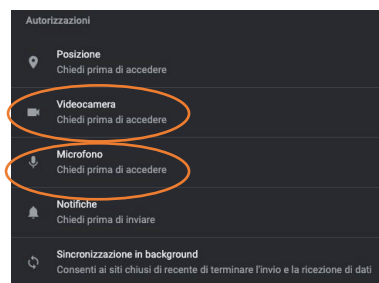 Autorizzazioni
Posizione
Chiedi prima di accedere
Videocamera
Chiedi prima di accedere
Microfono
Chiedi prima di accedere
Notifiche
Chiedi prima di inviare
Sincronizzazione in background
Consenti ai siti chiusi di recente di terminare l'invio e la ricezione di dati